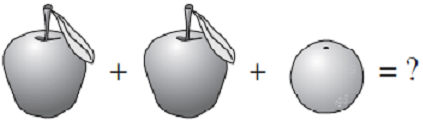 + + = ?